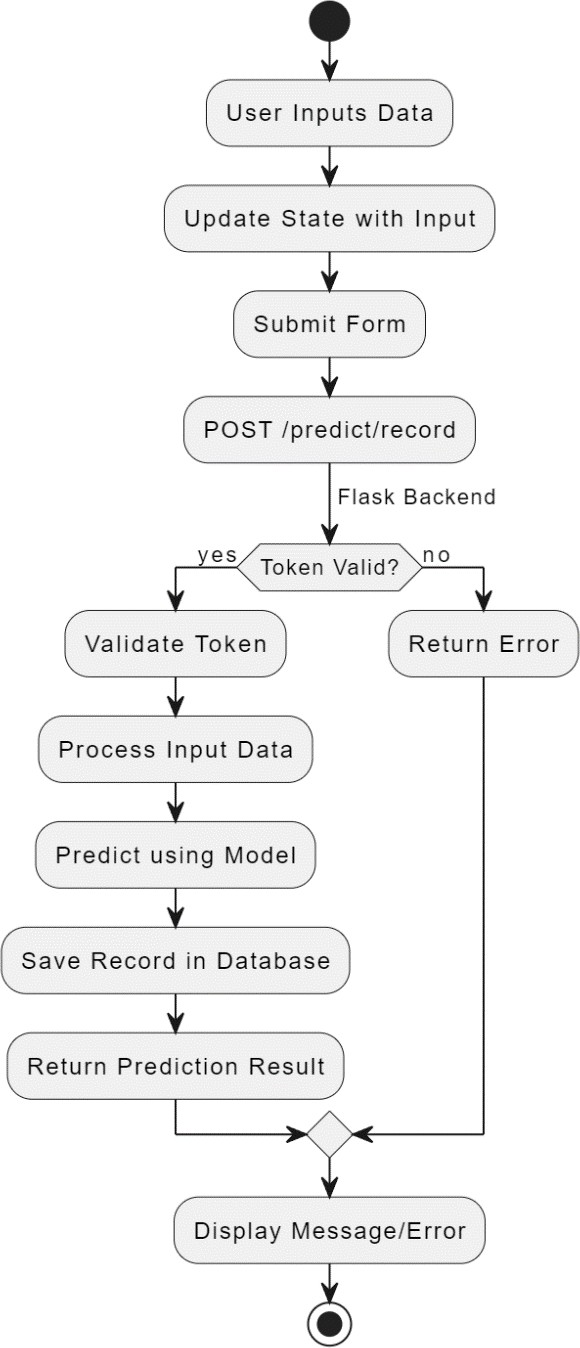 User Inputs Data
Update State with Input
Submit Form
POST /predict/record
Flask Backend
yes
Token Valid?
no
Validate Token
Return Error
Process Input Data
Predict using Model
Save Record in Database
Return Prediction Result
Display Message/Error